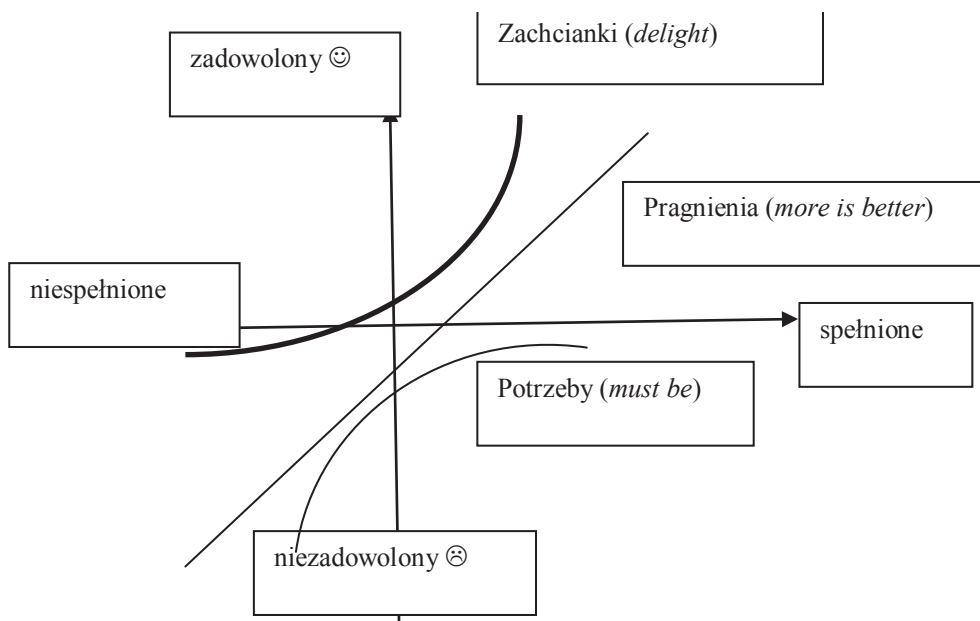 Zachcianki (delight)
zadowolony ☺
Pragnienia (more is better)
niespełnione
spełnione
Potrzeby (must be)
niezadowolony ☹